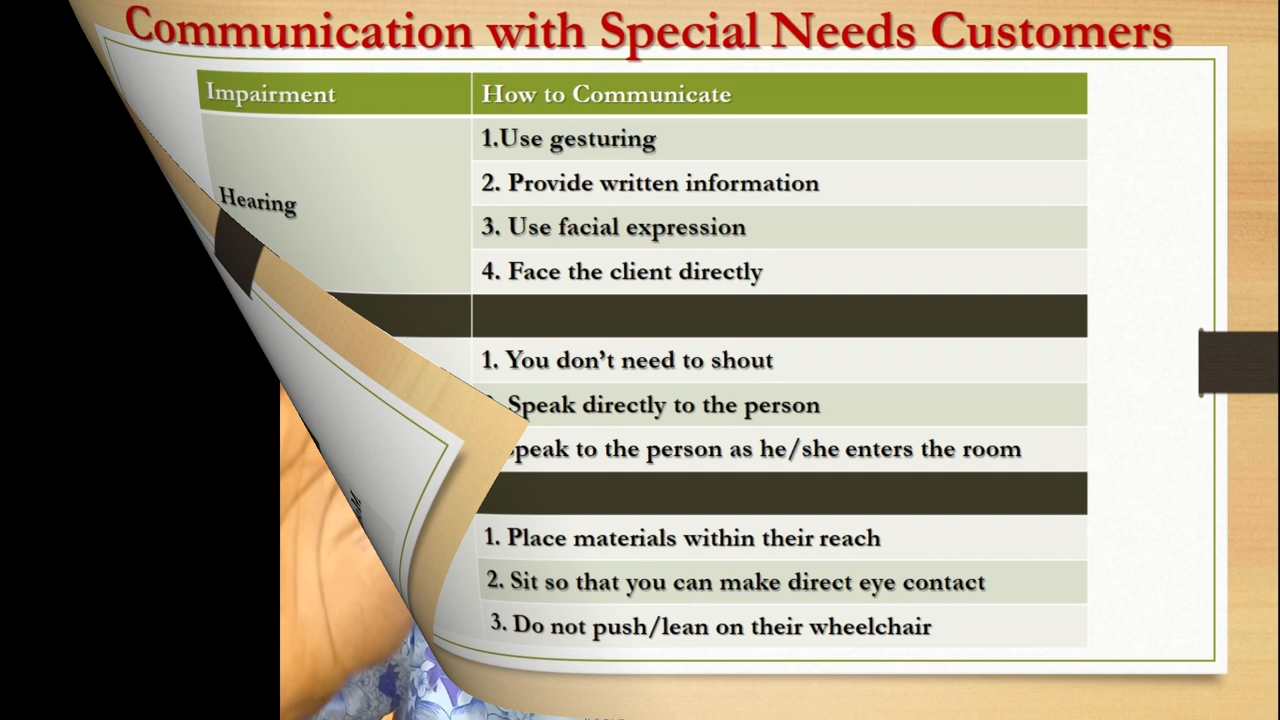 Communication with Special Needs Customers
Impairment How to Communicate
1.Use gesturing
2. Provide written information
Hearing
3. Use facial expression
4. Face the client directly
1. You don't need to shout
Speak directly to the person
Speak to the person as he/she enters the room
1. Place materials within their reach
2. Sit so that you can make direct eye contact
3. Do not push/lean on their wheelchair